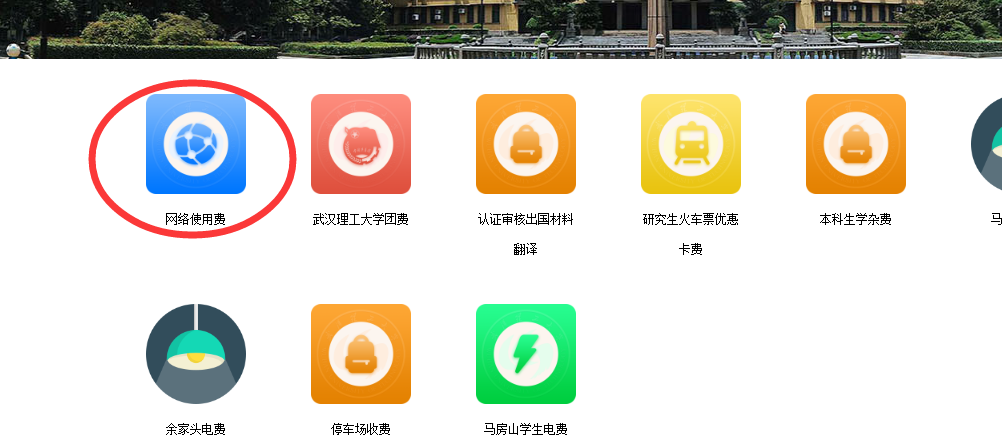 网络使用费
武汉理工大学团费
认证审核出国材料
翻译
研究生火车票优惠
卡费
本科生学杂费
马
余家头电费
停车场收费
马房山学生电费